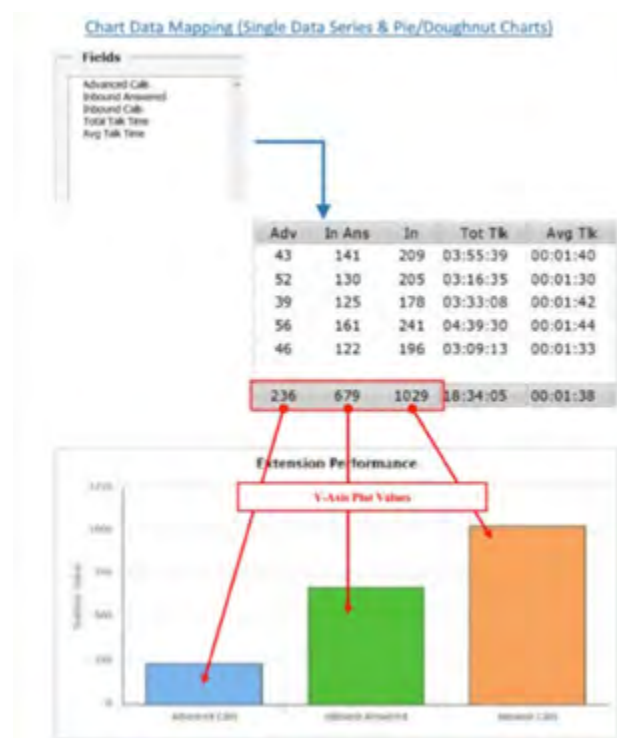 Chart Data Mapping (Single Data Series & Pie/Doughnut Charts)
Fields
Advanced Calls
Inbound Answered
Inbound Calls
Total Talk Time
Avg Talk Time
Adv In Ans In Tot Tlk Avg Tlk
43 141 209 03:55:39 00:01:40
52 130 205 03:16:35 00:01:30
39 125 178 03:33:08 00:01:42
56 161 241 04:39:30 00:01:44
46 122 196 03:09:13 00:01:33
236 679 1029 18:34:05 00:01:38
Extension Performance
Y-Axis Plot Values
1250
1000
750
500
250
0
Value
Advanced Calls Inbound Answered Inbound Calls